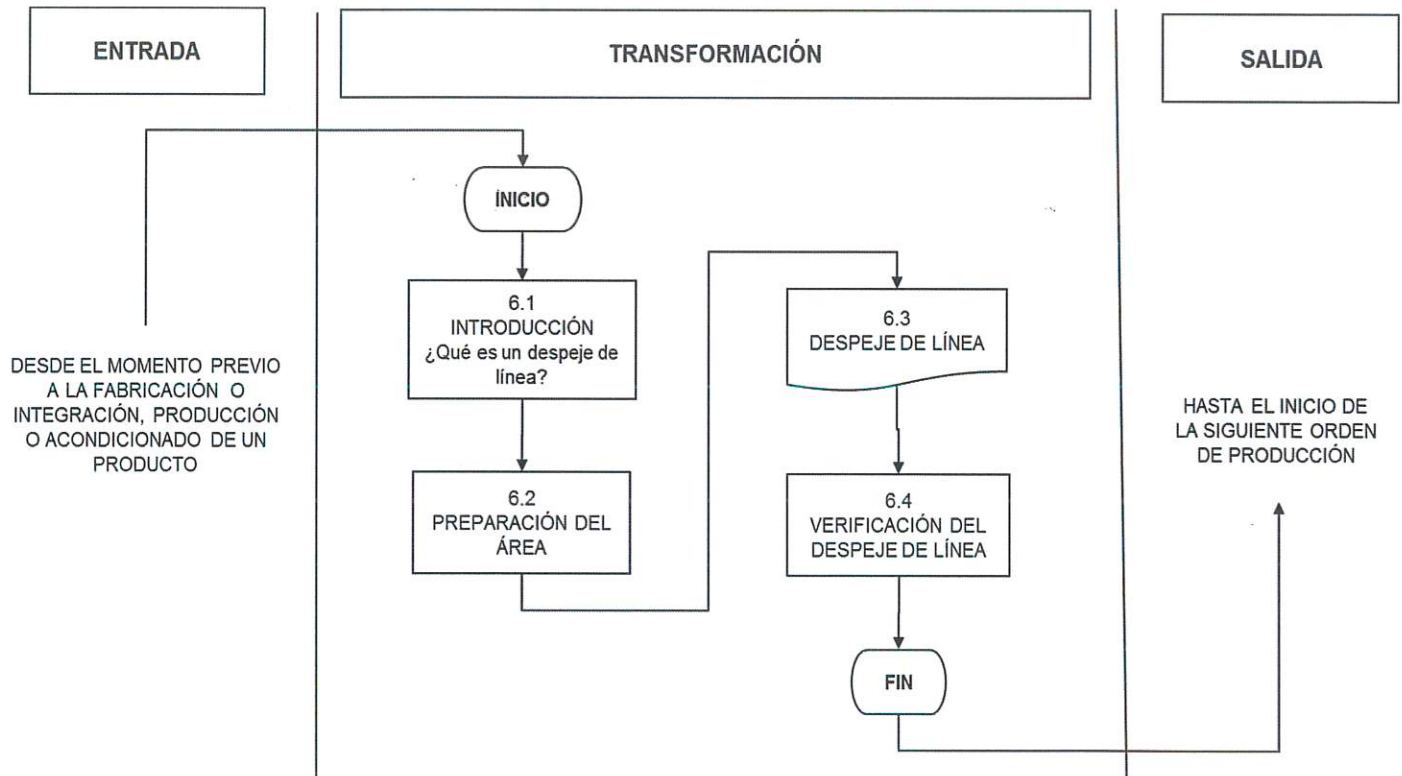 ENTRADA
TRANSFORMACIÓN
SALIDA
INICIO
6.1
INTRODUCCIÓN
¿Qué es un despeje de
línea?
6.2
PREPARACIÓN DEL
ÁREA
6.3
DESPEJE DE LÍNEA
6.4
VERIFICACIÓN DEL
DESPEJE DE LÍNEA
FIN
DESDE EL MOMENTO PREVIO
A LA FABRICACIÓN O
INTEGRACIÓN, PRODUCCIÓN
O ACONDICIONADO DE UN
PRODUCTO
HASTA EL INICIO DE
LA SIGUIENTE ORDEN
DE PRODUCCIÓN